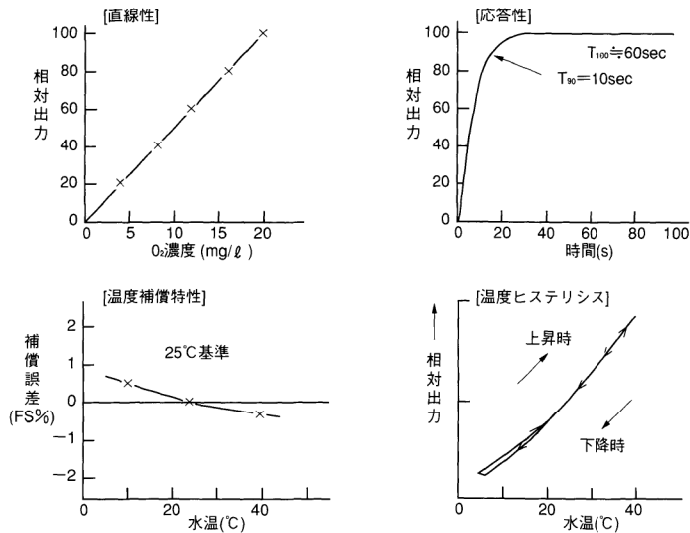 [直線性]
相対出力
100
80
60
40
20
0
0 5 10 15 20
O₂濃度 (mg/ℓ)
[応答性]
相対出力
100
80
60
40
20
0
T₁₀₀≒60sec
T₉₀=10sec
0 20 40 60 80 100
時間(s)
[温度補償特性]
補償誤差
(FS%)
2
1
0
−1
−2
25℃基準
0 20 40
水温(℃)
[温度ヒステリシス]
相対出力
上昇時
下降時
0 20 40
水温(℃)